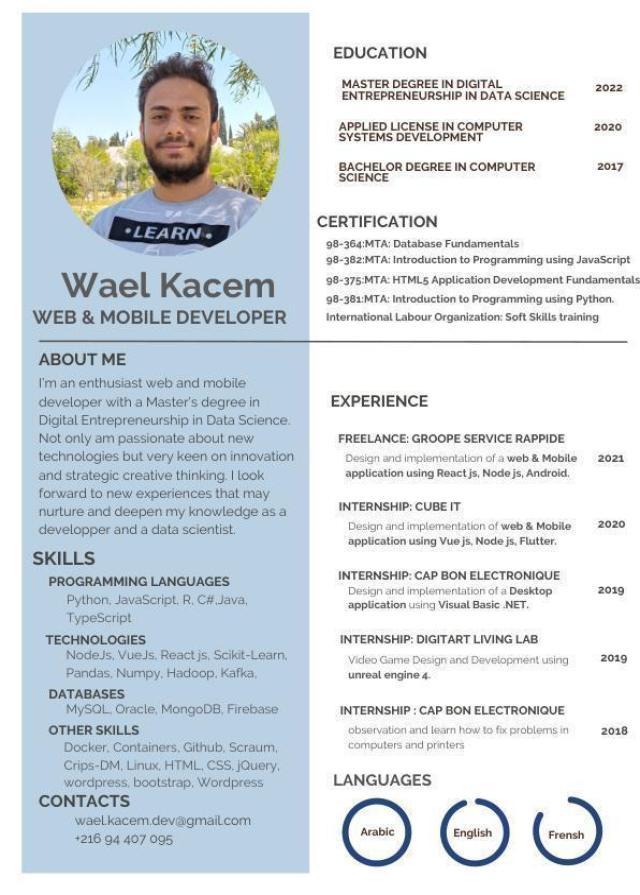 •LEARN•
Wael Kacem
WEB & MOBILE DEVELOPER
ABOUT ME
I'm an enthusiast web and mobile
developer with a Master's degree in
Digital Entrepreneurship in Data Science.
Not only am passionate about new
technologies but very keen on innovation
and strategic creative thinking. I look
forward to new experiences that may
nurture and deepen my knowledge as a
developper and a data scientist.
SKILLS
PROGRAMMING LANGUAGES
Python, JavaScript, R, C#,Java,
TypeScript
TECHNOLOGIES
NodeJs, VueJs, React js, Scikit-Learn,
Pandas, Numpy, Hadoop, Kafka,
DATABASES
MySQL, Oracle, MongoDB, Firebase
OTHER SKILLS
Docker, Containers, Github, Scraum,
Crips-DM, Linux, HTML, CSS, jQuery,
wordpress, bootstrap, Wordpress
CONTACTS
wael.kacem.dev@gmail.com
+216 94 407 095
EDUCATION
MASTER DEGREE IN DIGITAL
ENTREPRENEURSHIP IN DATA SCIENCE 2022
APPLIED LICENSE IN COMPUTER
SYSTEMS DEVELOPMENT 2020
BACHELOR DEGREE IN COMPUTER
SCIENCE 2017
CERTIFICATION
98-364:MTA: Database Fundamentals
98-382:MTA: Introduction to Programming using JavaScript
98-375:MTA: HTML5 Application Development Fundamentals
98-381:MTA: Introduction to Programming using Python.
International Labour Organization: Soft Skills training
EXPERIENCE
FREELANCE: GROOPE SERVICE RAPPIDE
Design and implementation of a web & Mobile 2021
application using React js, Node js, Android.
INTERNSHIP: CUBE IT
Design and implementation of web & Mobile 2020
application using Vue js, Node js, Flutter.
INTERNSHIP: CAP BON ELECTRONIQUE
Design and implementation of a Desktop 2019
application using Visual Basic .NET.
INTERNSHIP: DIGITART LIVING LAB
Video Game Design and Development using 2019
unreal engine 4.
INTERNSHIP : CAP BON ELECTRONIQUE
observation and learn how to fix problems in 2018
computers and printers
LANGUAGES
Arabic
English
Frensh